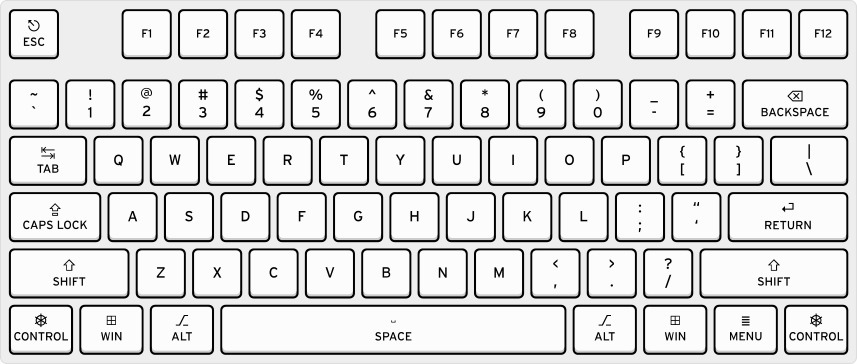 ESC F1 F2 F3 F4 F5 F6 F7 F8 F9 F10 F11 F12
~ ! @ # $ % ^ & * ( ) _ +
` 1 2 3 4 5 6 7 8 9 0 - = BACKSPACE
TAB Q W E R T Y U I O P { } |
[ ] \
CAPS LOCK A S D F G H J K L : “ RETURN
; ‘
SHIFT Z X C V B N M < > ? SHIFT
, . /
CONTROL WIN ALT SPACE ALT WIN MENU CONTROL